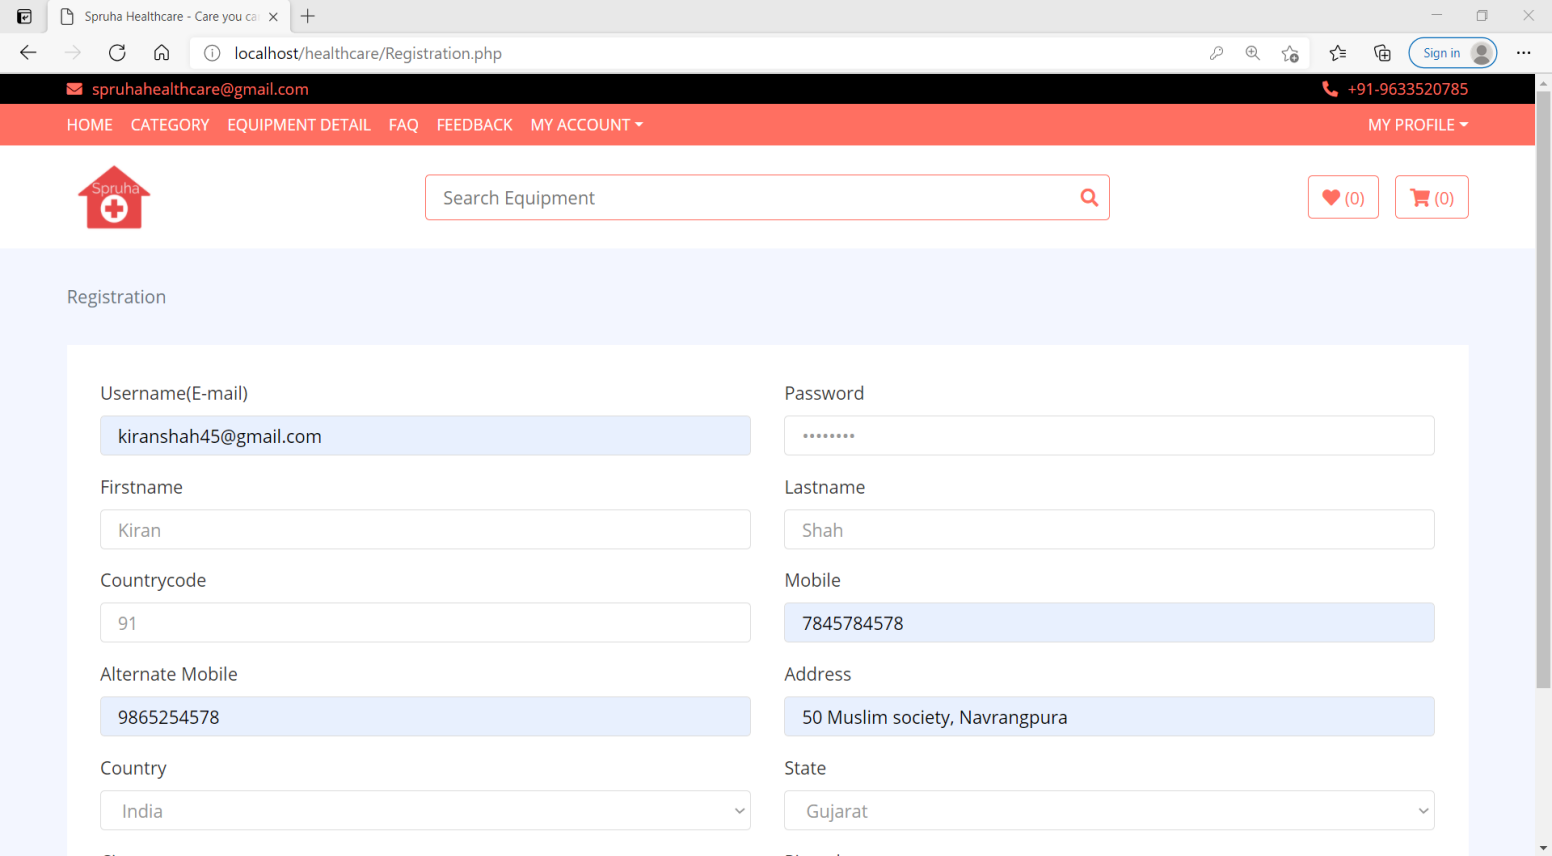 Spruha Healthcare - Care you ca
localhost/healthcare/Registration.php
Sign in
spruhahealthcare@gmail.com
+91-9633520785
HOME CATEGORY EQUIPMENT DETAIL FAQ FEEDBACK MY ACCOUNT
MY PROFILE
Spruha
Search Equipment
(0)
(0)
Registration
Username(E-mail)
Password
kiranshah45@gmail.com
••••••••
Firstname
Lastname
Kiran
Shah
Countrycode
Mobile
91
7845784578
Alternate Mobile
Address
9865254578
50 Muslim society, Navrangpura
Country
State
India
Gujarat